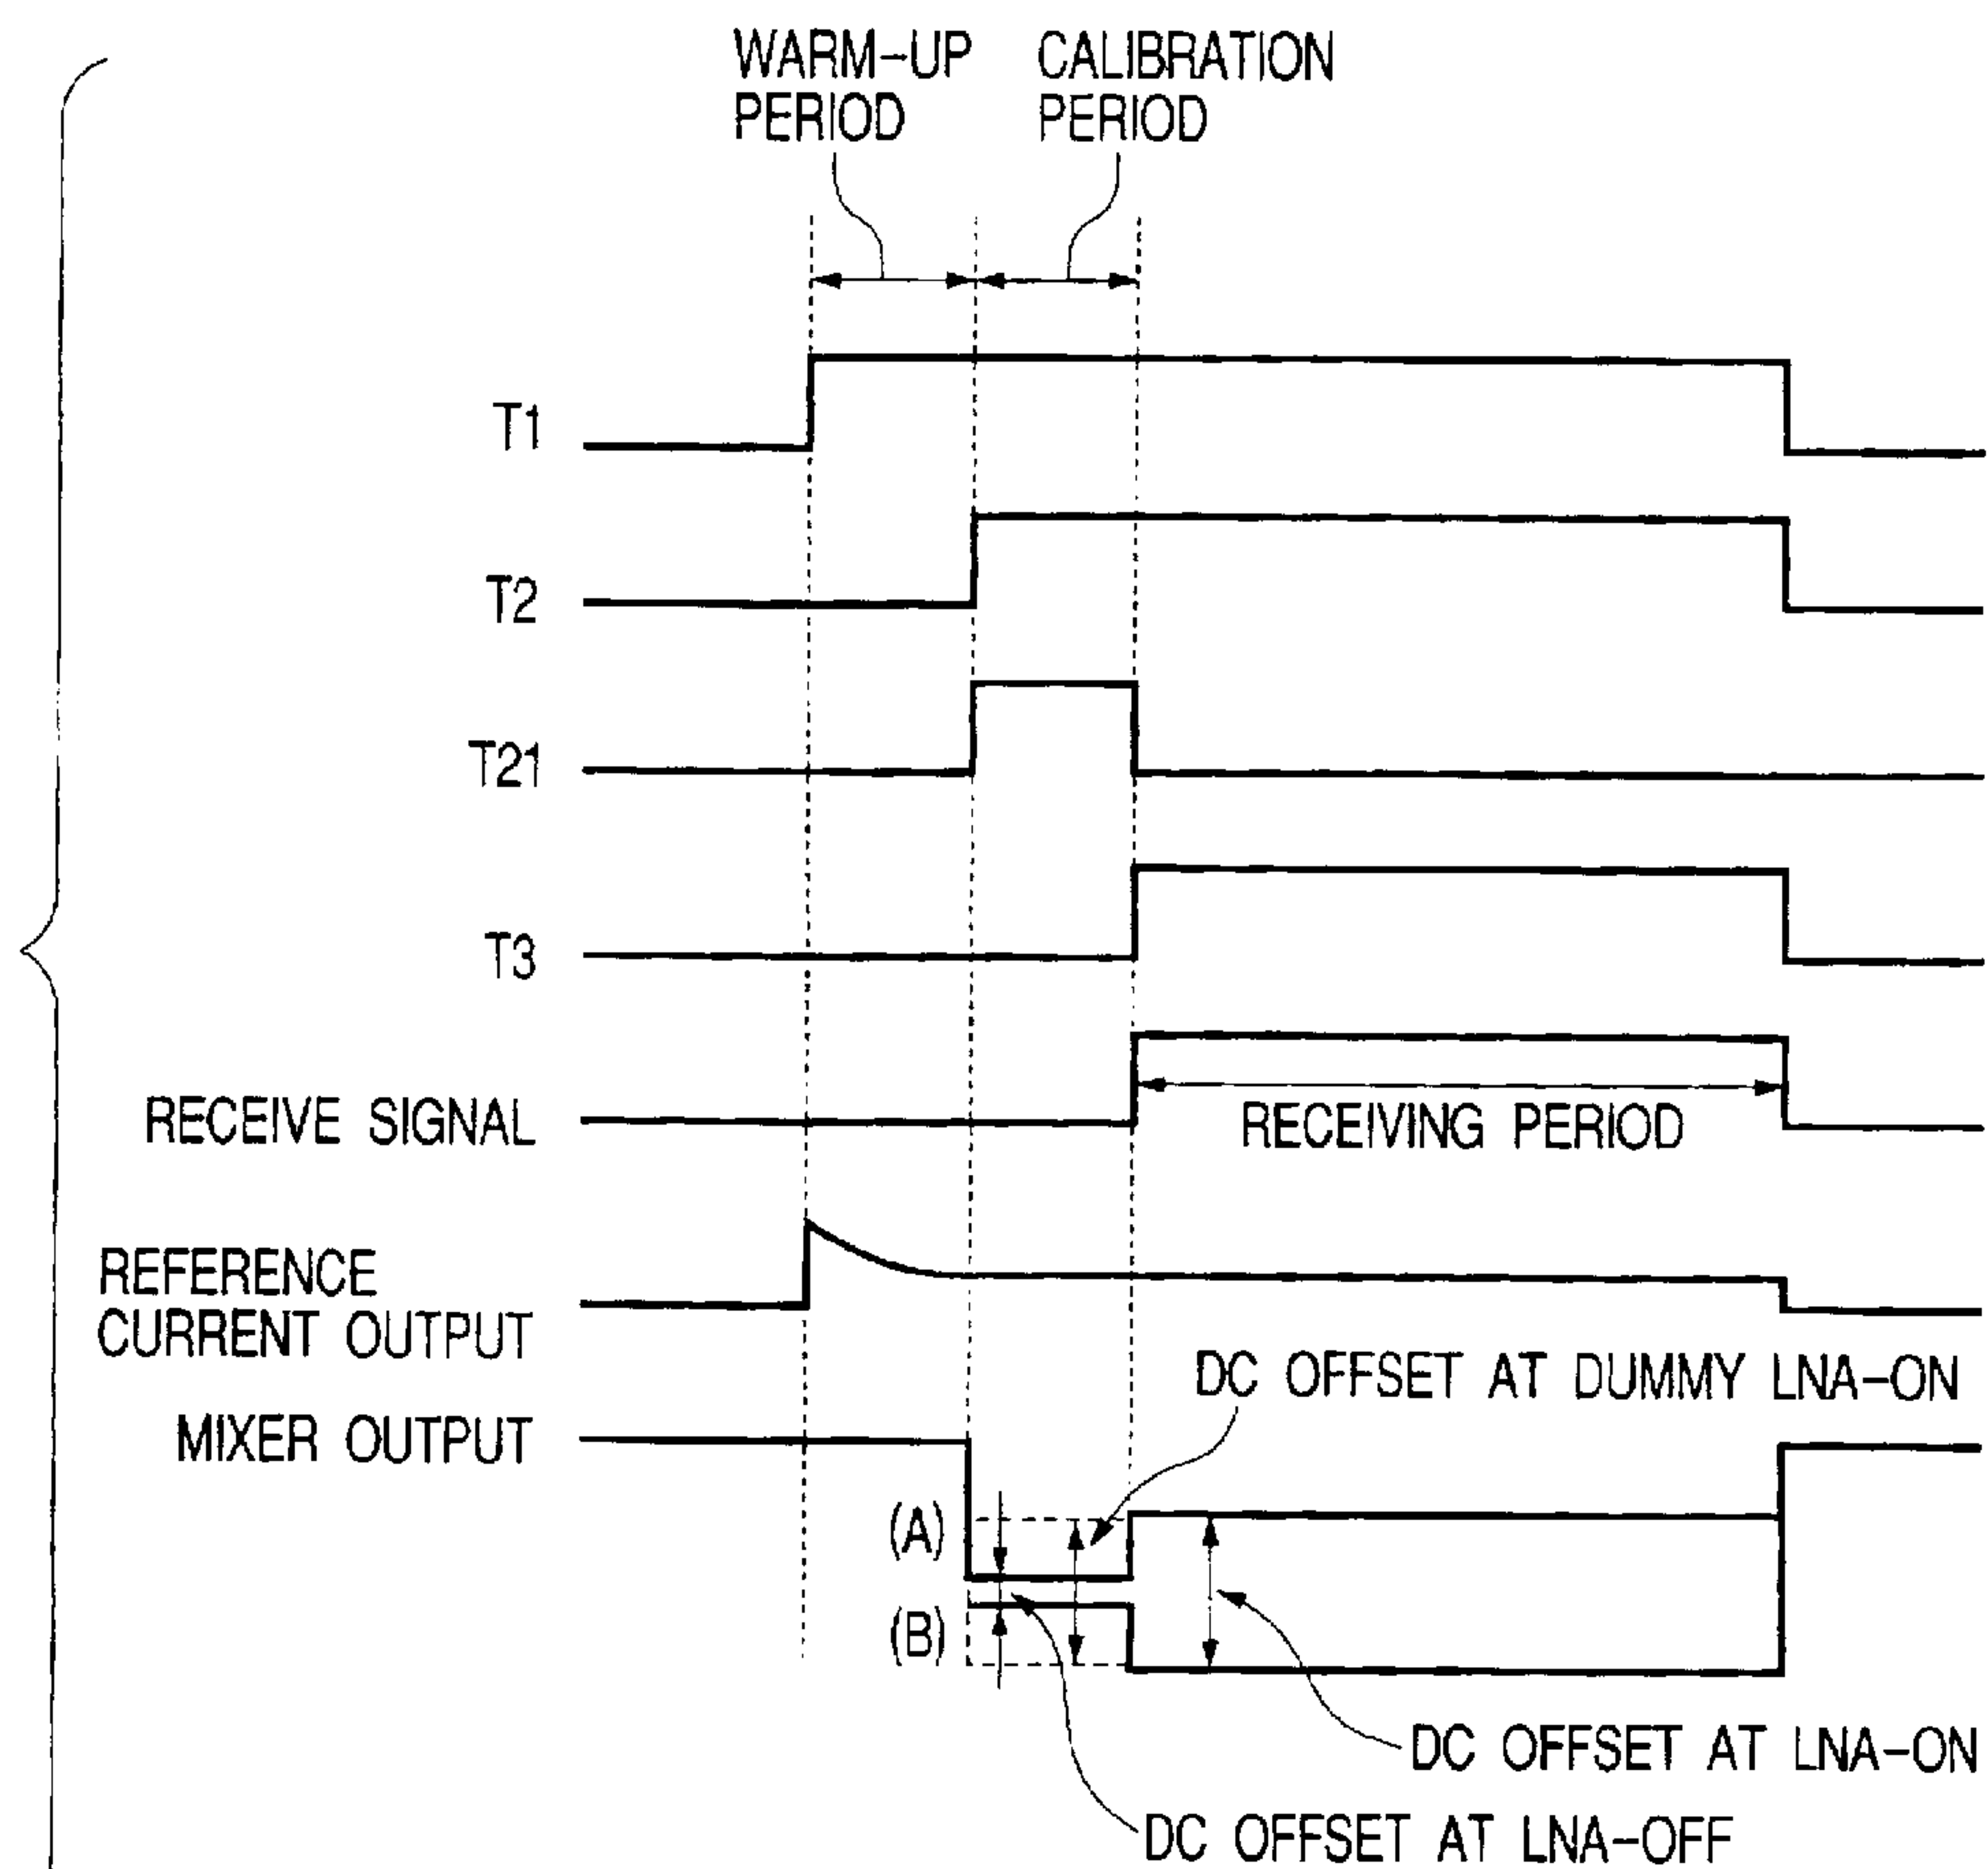 WARM-UP
PERIOD
CALIBRATION
PERIOD
T1
T2
T21
T3
RECEIVE SIGNAL
RECEIVING PERIOD
REFERENCE
CURRENT OUTPUT
DC OFFSET AT DUMMY LNA-ON
MIXER OUTPUT
(A)
(B)
DC OFFSET AT LNA-ON
DC OFFSET AT LNA-OFF